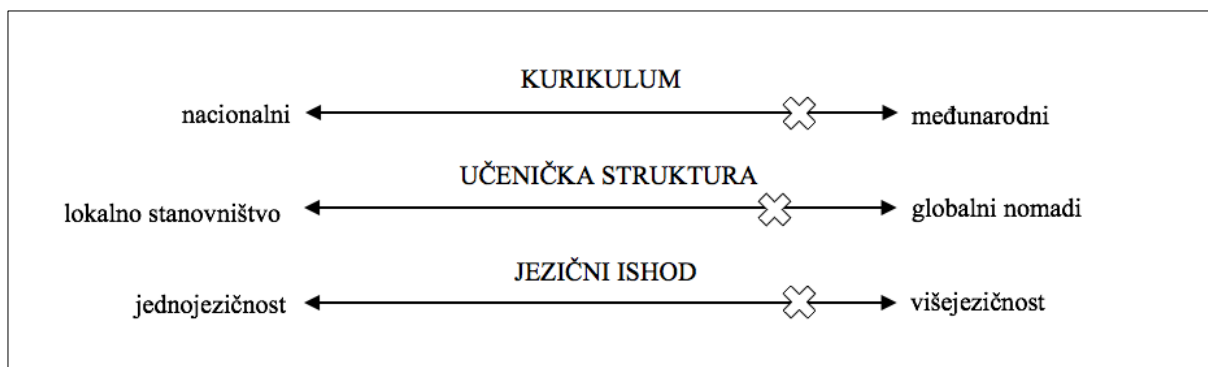 KURIKULUM
nacionalni međunarodni
UČENIČKA STRUKTURA
lokalno stanovništvo globalni nomadi
JEZIČNI ISHOD
jednojezičnost višejezičnost